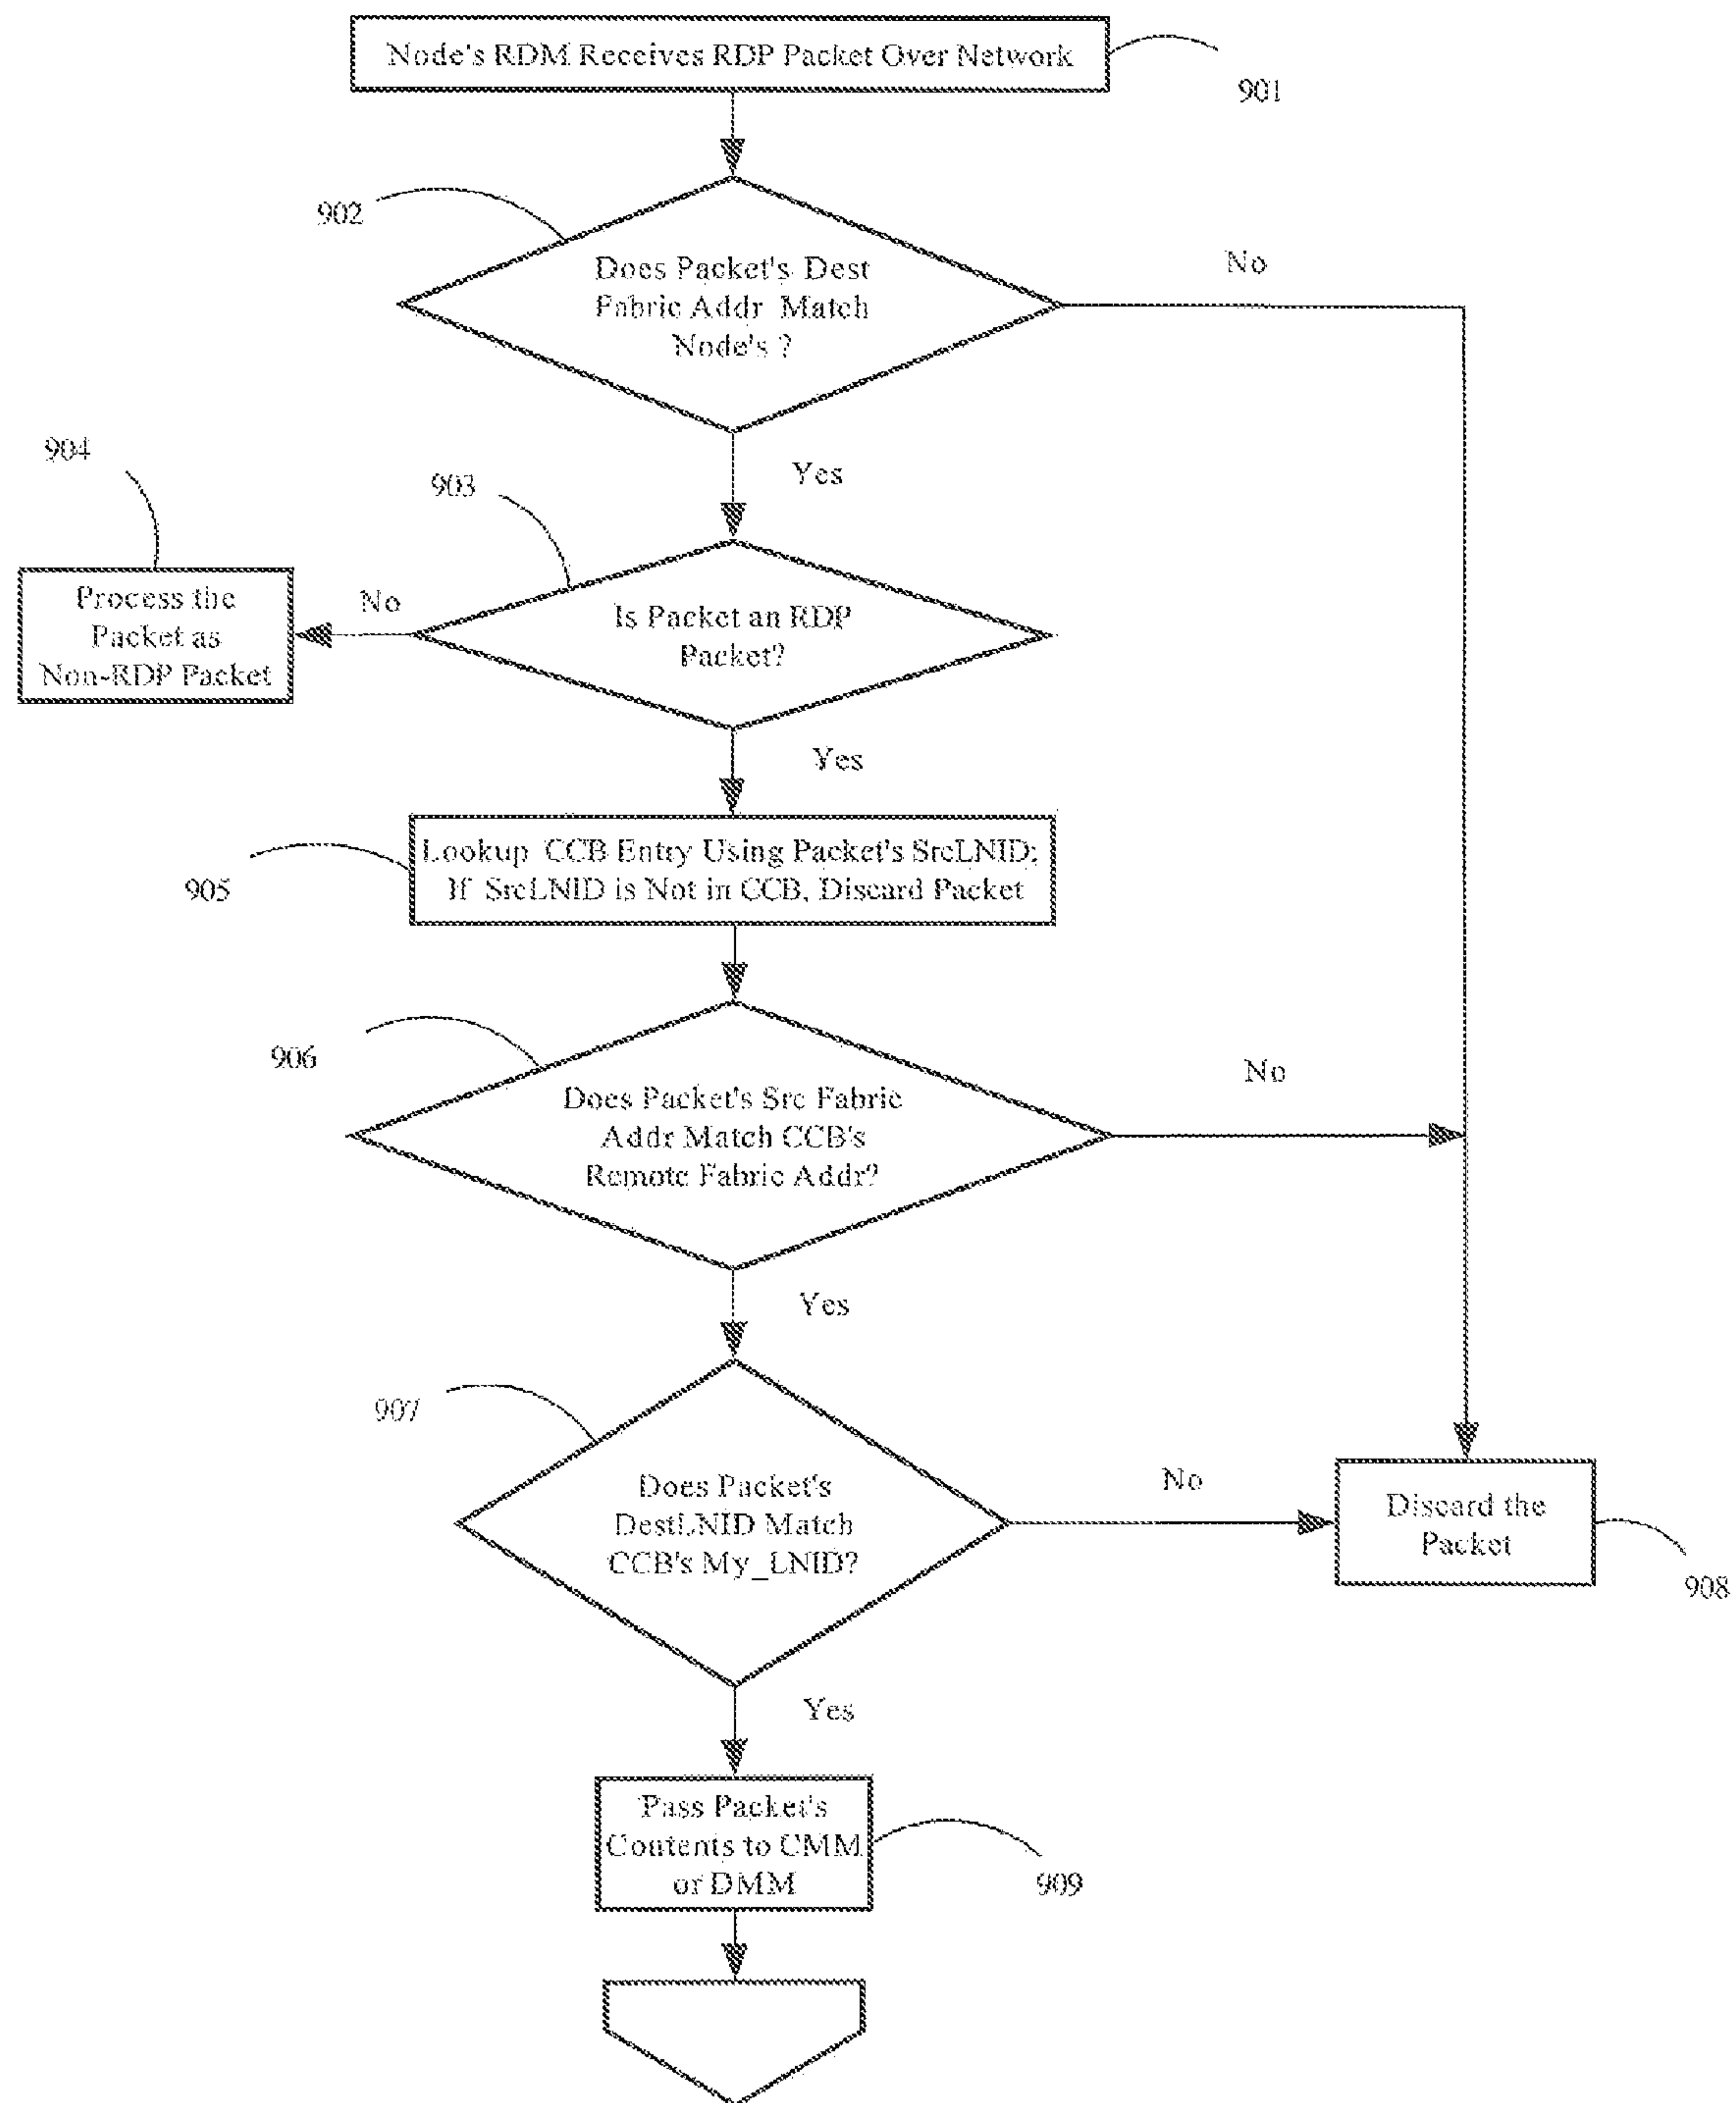 Node's RDM Receives RDP Packet Over Network
901
902
Does Packet's Dest
Fabric Addr Match
Node's ?
No
Yes
904
903
Process the
Packet as
Non-RDP Packet
No
Is Packet an RDP
Packet?
Yes
905
Lookup CCB Entry Using Packet's SrcLNID;
If SrcLNID is Not in CCB, Discard Packet
906
Does Packet's Src Fabric
Addr Match CCB's
Remote Fabric Addr?
No
Yes
907
Does Packet's
DestLNID Match
CCB's My_LNID?
No
Discard the
Packet
908
Yes
Pass Packet's
Contents to CMM
or DMM
909